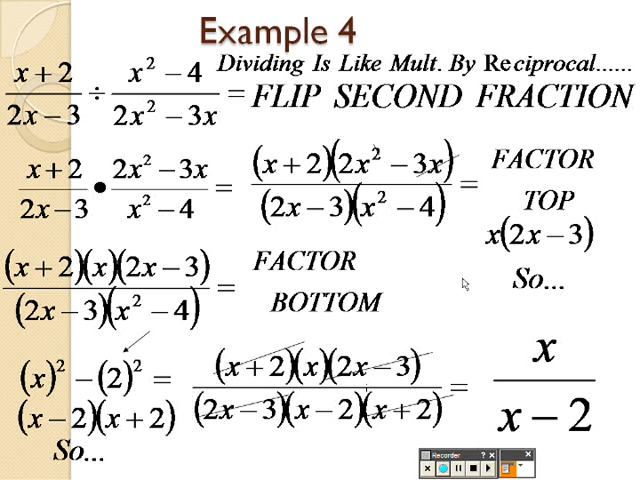 Example 4
Dividing Is Like Mult. By Reciprocal......
x + 2 / 2x − 3 ÷ x² − 4 / 2x² − 3x = FLIP SECOND FRACTION
x + 2 / 2x − 3 • 2x² − 3x / x² − 4 = (x + 2)(2x² − 3x) / (2x − 3)(x² − 4) =
FACTOR
TOP
x(2x − 3)
So...
(x + 2)(x)(2x − 3) / (2x − 3)(x² − 4) =
FACTOR
BOTTOM
(x)² − (2)² =
(x − 2)(x + 2)
So...
(x + 2)(x)(2x − 3) / (2x − 3)(x − 2)(x + 2) = x / x − 2
Recorder